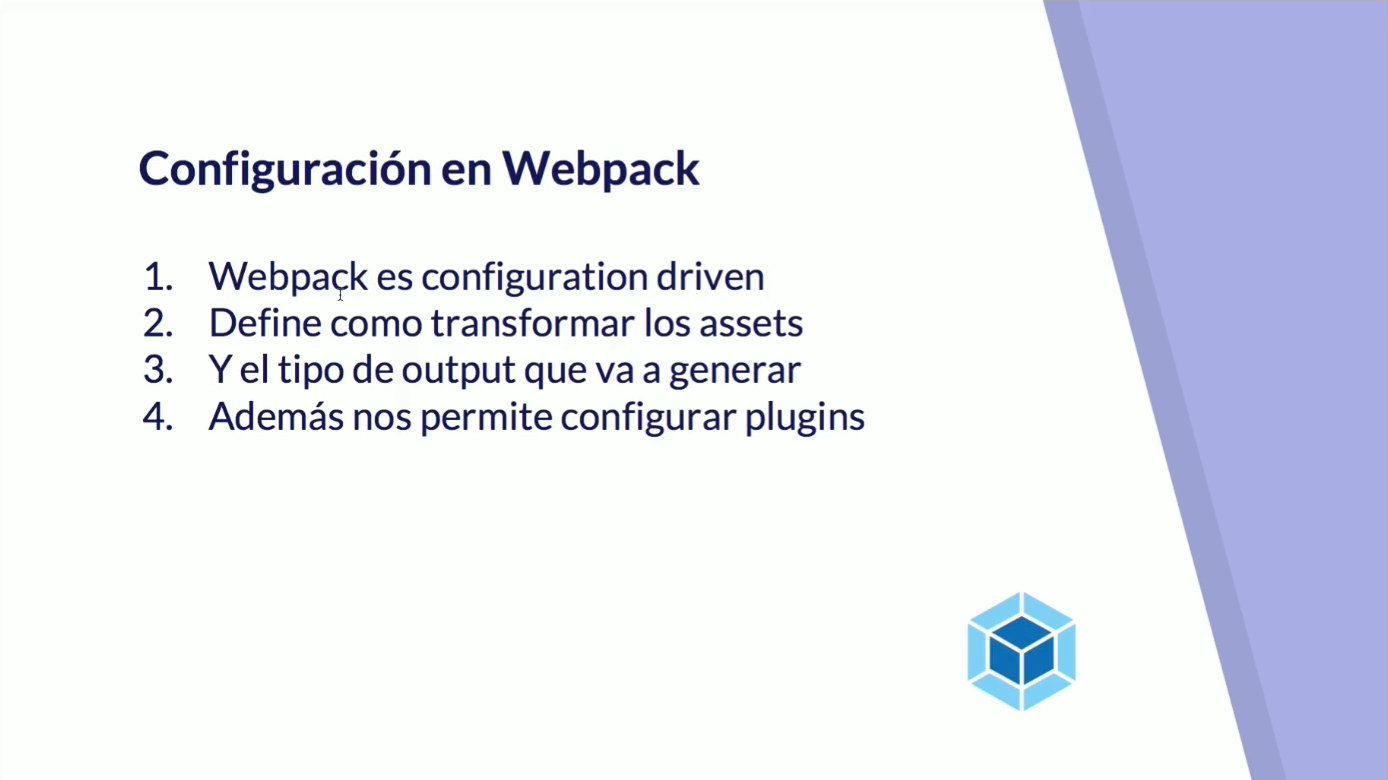 Configuración en Webpack
1. Webpack es configuration driven
2. Define como transformar los assets
3. Y el tipo de output que va a generar
4. Además nos permite configurar plugins